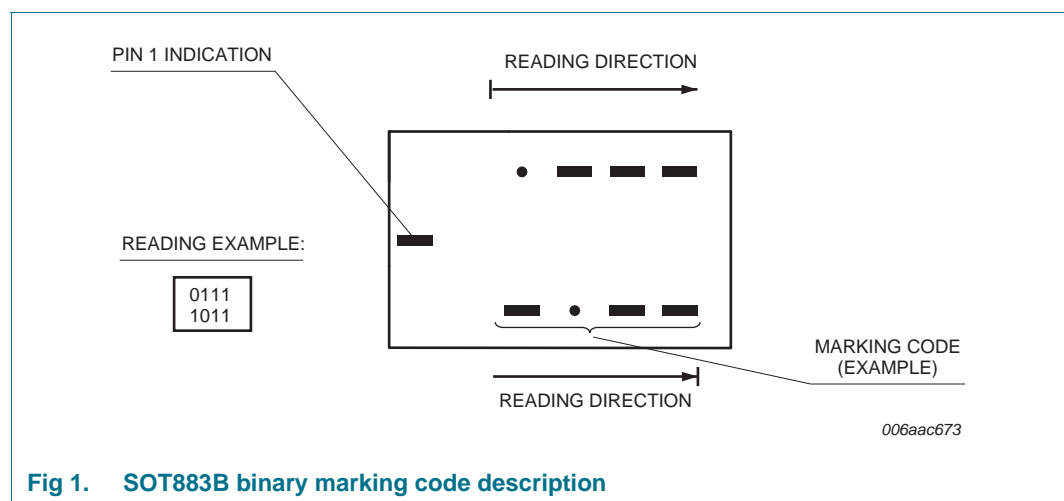 PIN 1 INDICATION
READING DIRECTION
READING EXAMPLE:
0111
1011
MARKING CODE
(EXAMPLE)
READING DIRECTION
006aac673
Fig 1. SOT883B binary marking code description